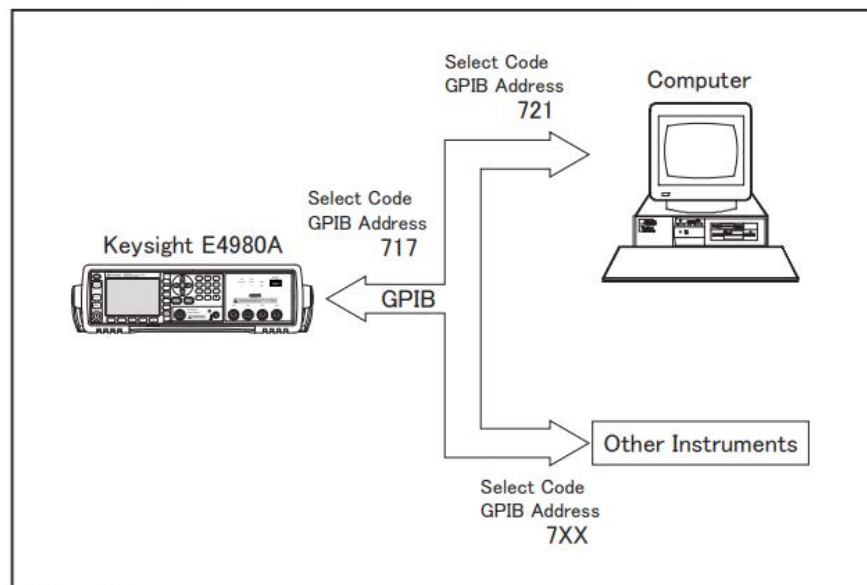 Select Code
GPIB Address
721
Computer
Select Code
GPIB Address
717
Keysight E4980A
GPIB
Other Instruments
Select Code
GPIB Address
7XX